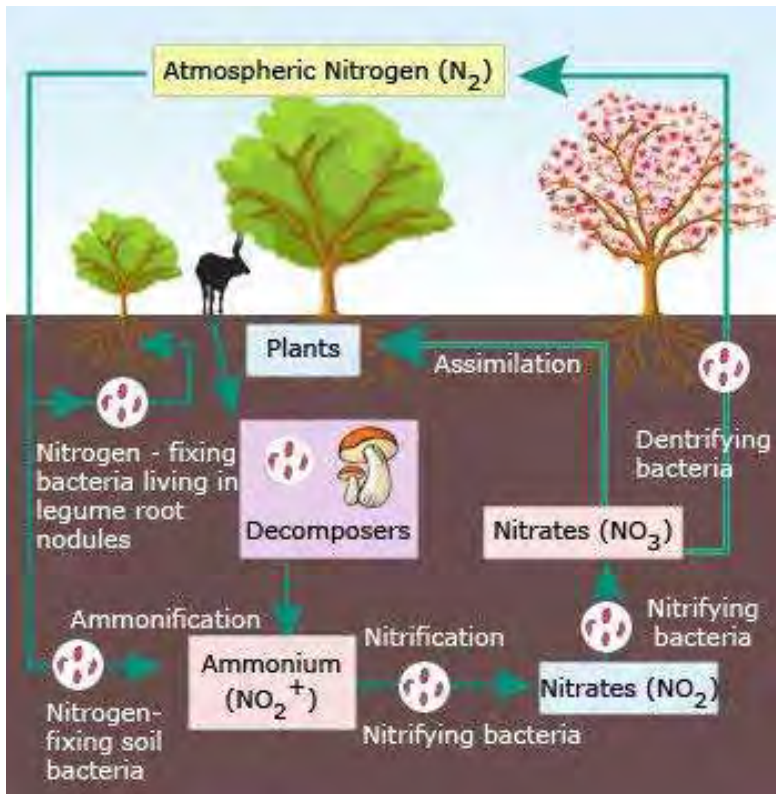 Atmospheric Nitrogen (N₂)
Plants
Assimilation
Nitrogen - fixing
bacteria living in
legume root
nodules
Decomposers
Dentrifying
bacteria
Nitrates (NO₃)
Ammonification
Nitrification
Nitrifying
bacteria
Ammonium
(NO₂⁺)
Nitrates (NO₂)
Nitrogen-
fixing soil
bacteria
Nitrifying bacteria